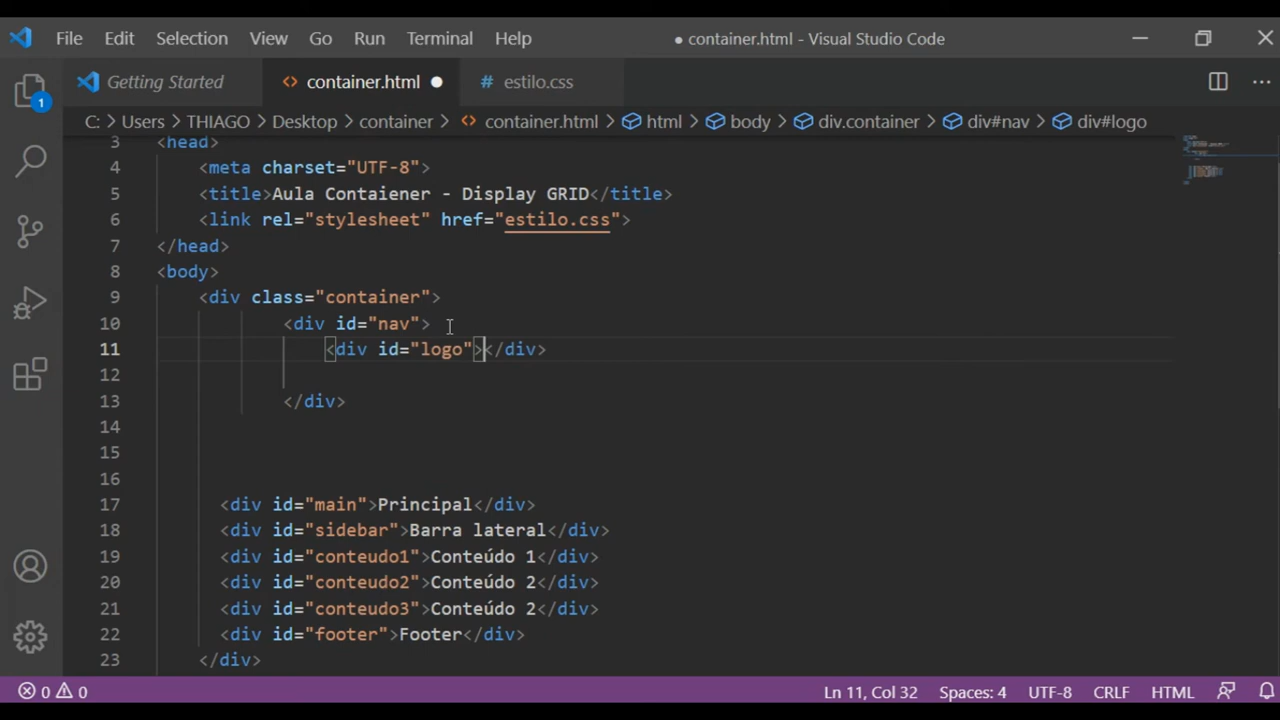 File Edit Selection View Go Run Terminal Help ● container.html - Visual Studio Code
Getting Started container.html ● # estilo.css
C: > Users > THIAGO > Desktop > container > container.html > html > body > div.container > div#nav > div#logo
1
3 <head>
4 <meta charset="UTF-8">
5 <title>Aula Contaiener - Display GRID</title>
6 <link rel="stylesheet" href="estilo.css">
7 </head>
8 <body>
9 <div class="container">
10 <div id="nav">
11 <div id="logo"></div>
12
13 </div>
14
15
16
17 <div id="main">Principal</div>
18 <div id="sidebar">Barra lateral</div>
19 <div id="conteudo1">Conteúdo 1</div>
20 <div id="conteudo2">Conteúdo 2</div>
21 <div id="conteudo3">Conteúdo 2</div>
22 <div id="footer">Footer</div>
23 </div>
0 0 Ln 11, Col 32 Spaces: 4 UTF-8 CRLF HTML